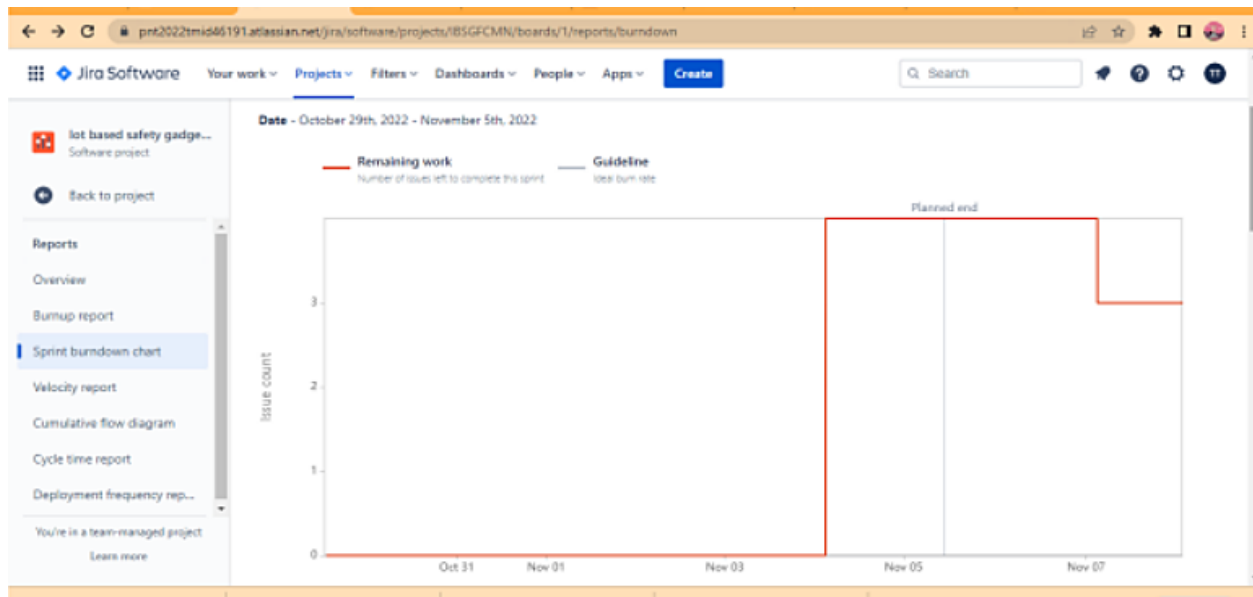 pnt2022tmid46191.atlassian.net/jira/software/projects/IBSGFCMN/boards/1/reports/burndown
Jira Software Your work Projects Filters Dashboards People Apps Create Search TT
Iot based safety gadge...
Software project
Back to project
Reports
Overview
Burnup report
Sprint burndown chart
Velocity report
Cumulative flow diagram
Cycle time report
Deployment frequency rep...
You're in a team-managed project
Learn more
Date - October 29th, 2022 - November 5th, 2022
Remaining work
Number of issues left to complete this sprint
Guideline
Ideal burn rate
Planned end
Issue count
3
2
1
0
Oct 31 Nov 01 Nov 03 Nov 05 Nov 07